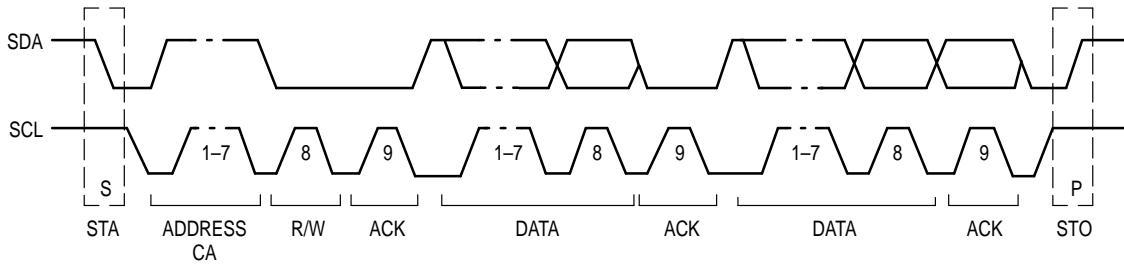 SDA
SCL
1–7 8 9 1–7 8 9 1–7 8 9
S P
STA ADDRESS R/W ACK DATA ACK DATA ACK STO
CA